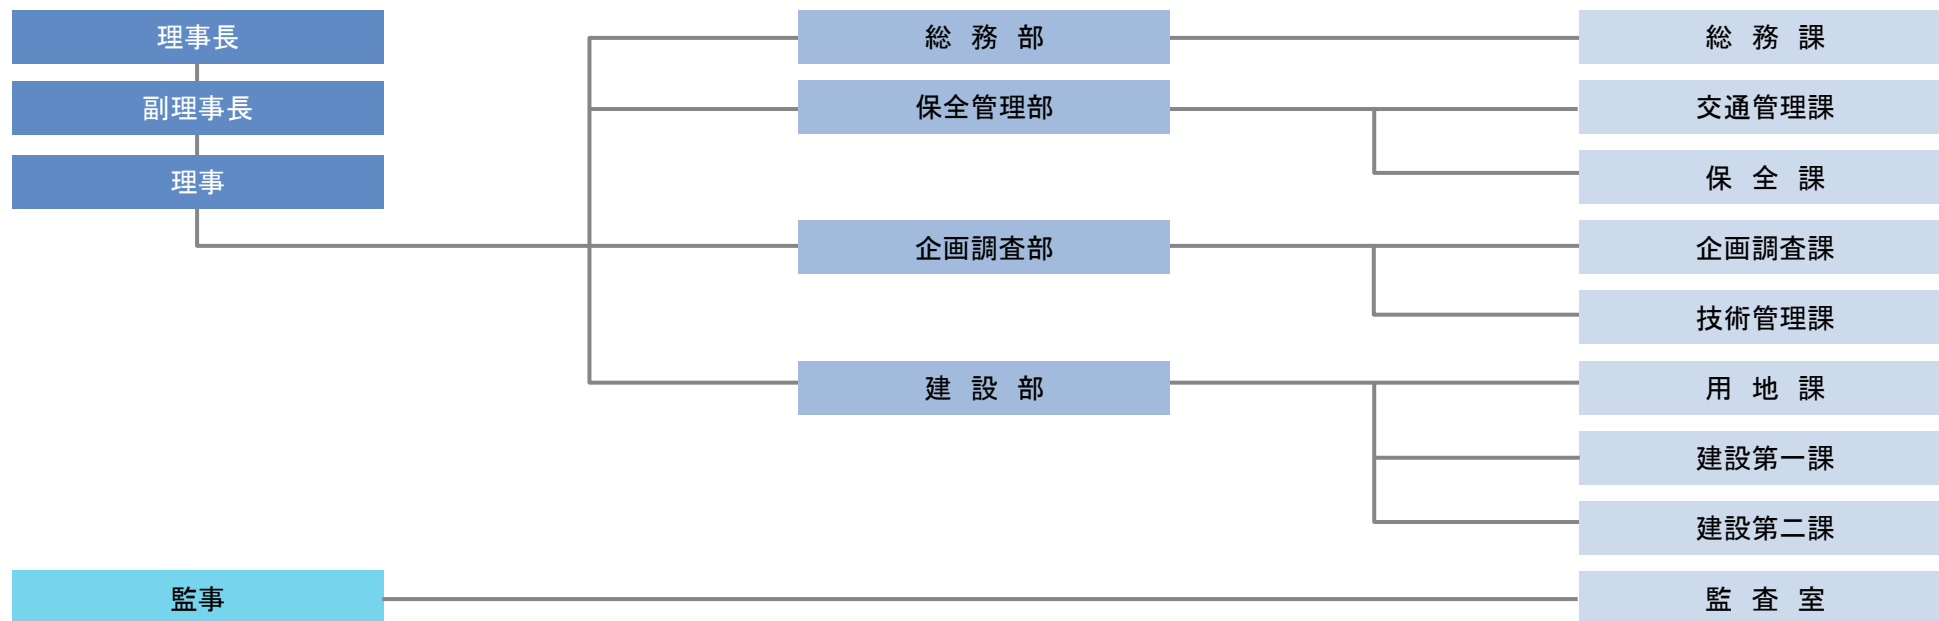 理事長
副理事長
理事
監事
総 務 部
保全管理部
企画調査部
建 設 部
総 務 課
交通管理課
保 全 課
企画調査課
技術管理課
用 地 課
建設第一課
建設第二課
監 査 室